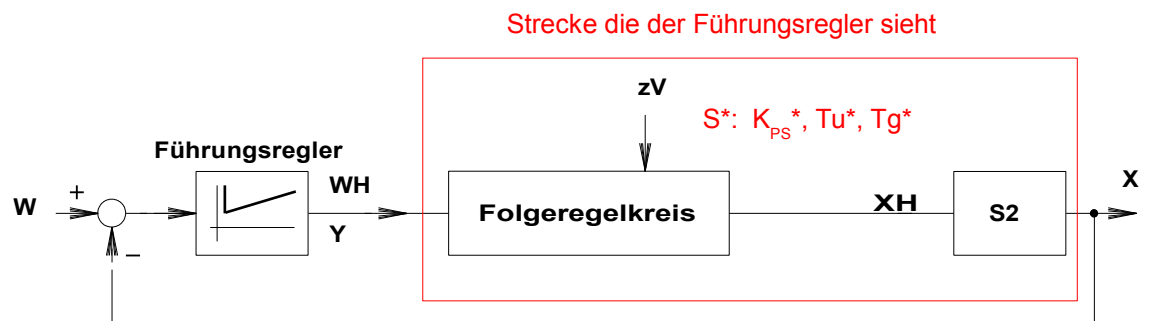 Strecke die der Führungsregler sieht
zV
S*: K_PS*, Tu*, Tg*
Führungsregler
W
+
−
WH
Y
Folgeregelkreis
XH
S2
X